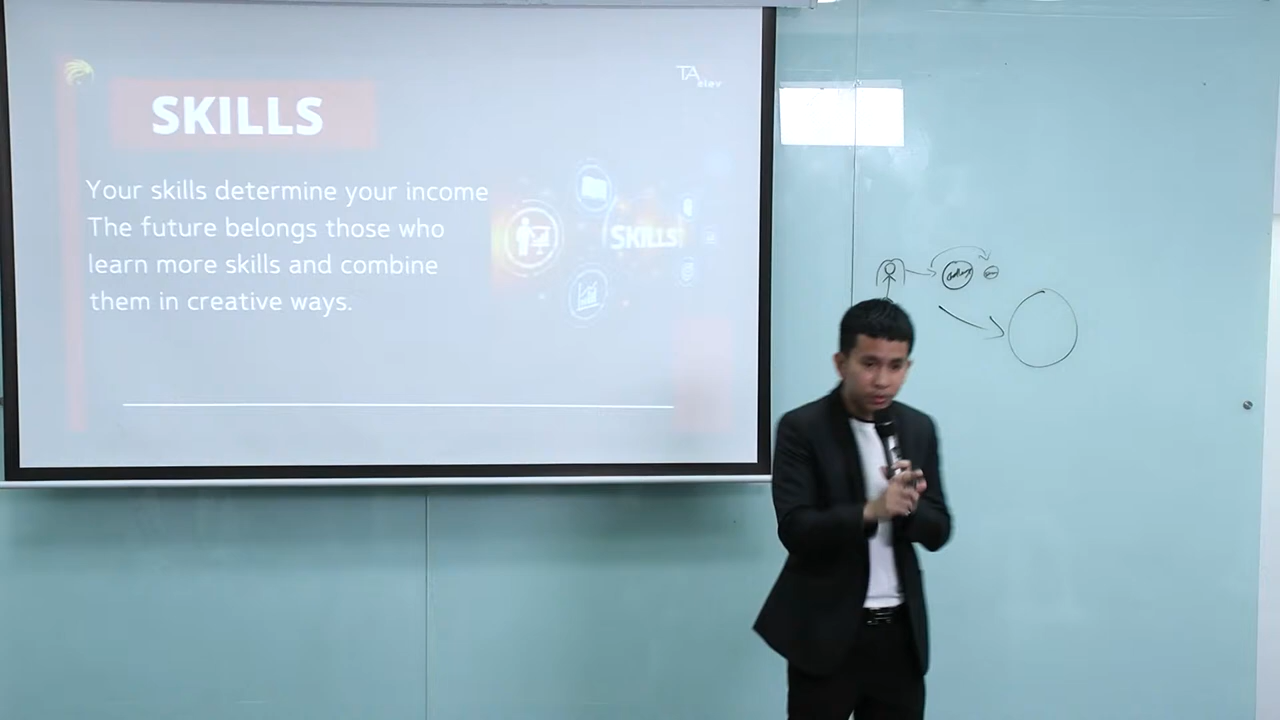 TA
elev
SKILLS
Your skills determine your income
The future belongs those who
learn more skills and combine
them in creative ways.
SKILLS